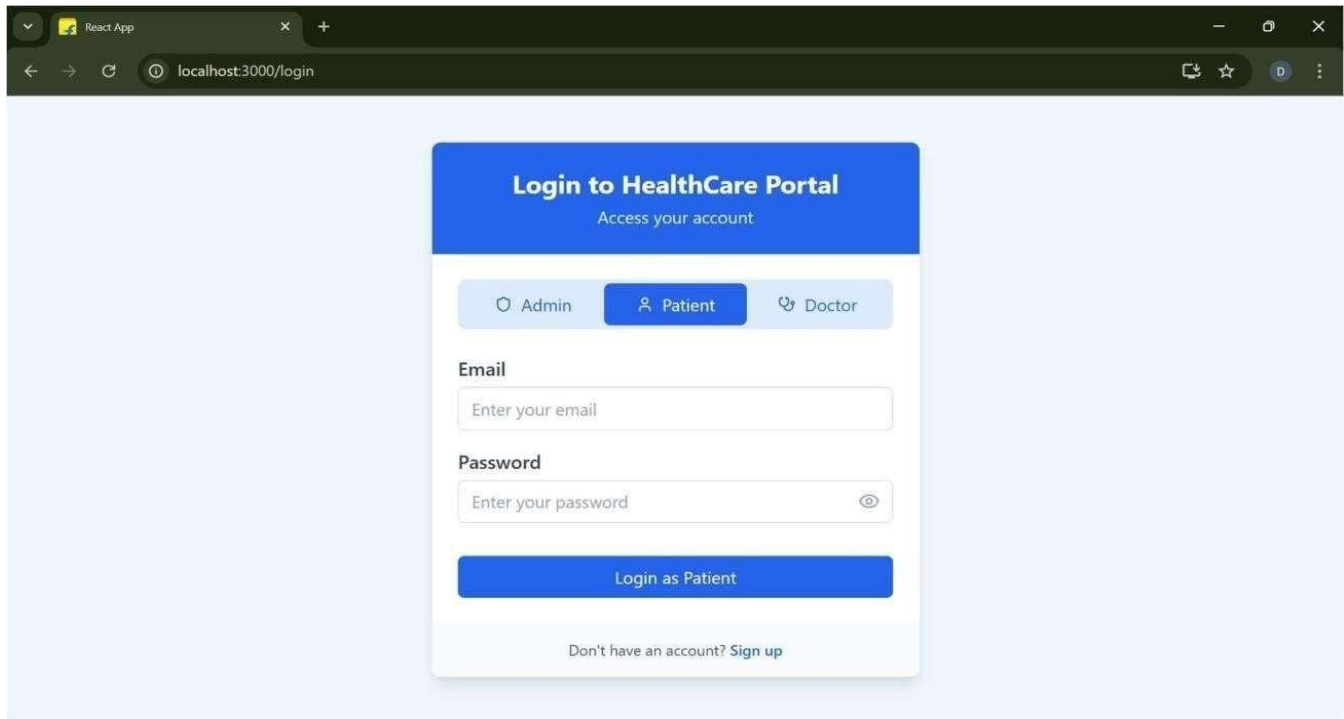 React App
localhost:3000/login
D
Login to HealthCare Portal
Access your account
Admin Patient Doctor
Email
Enter your email
Password
Enter your password
Login as Patient
Don't have an account? Sign up